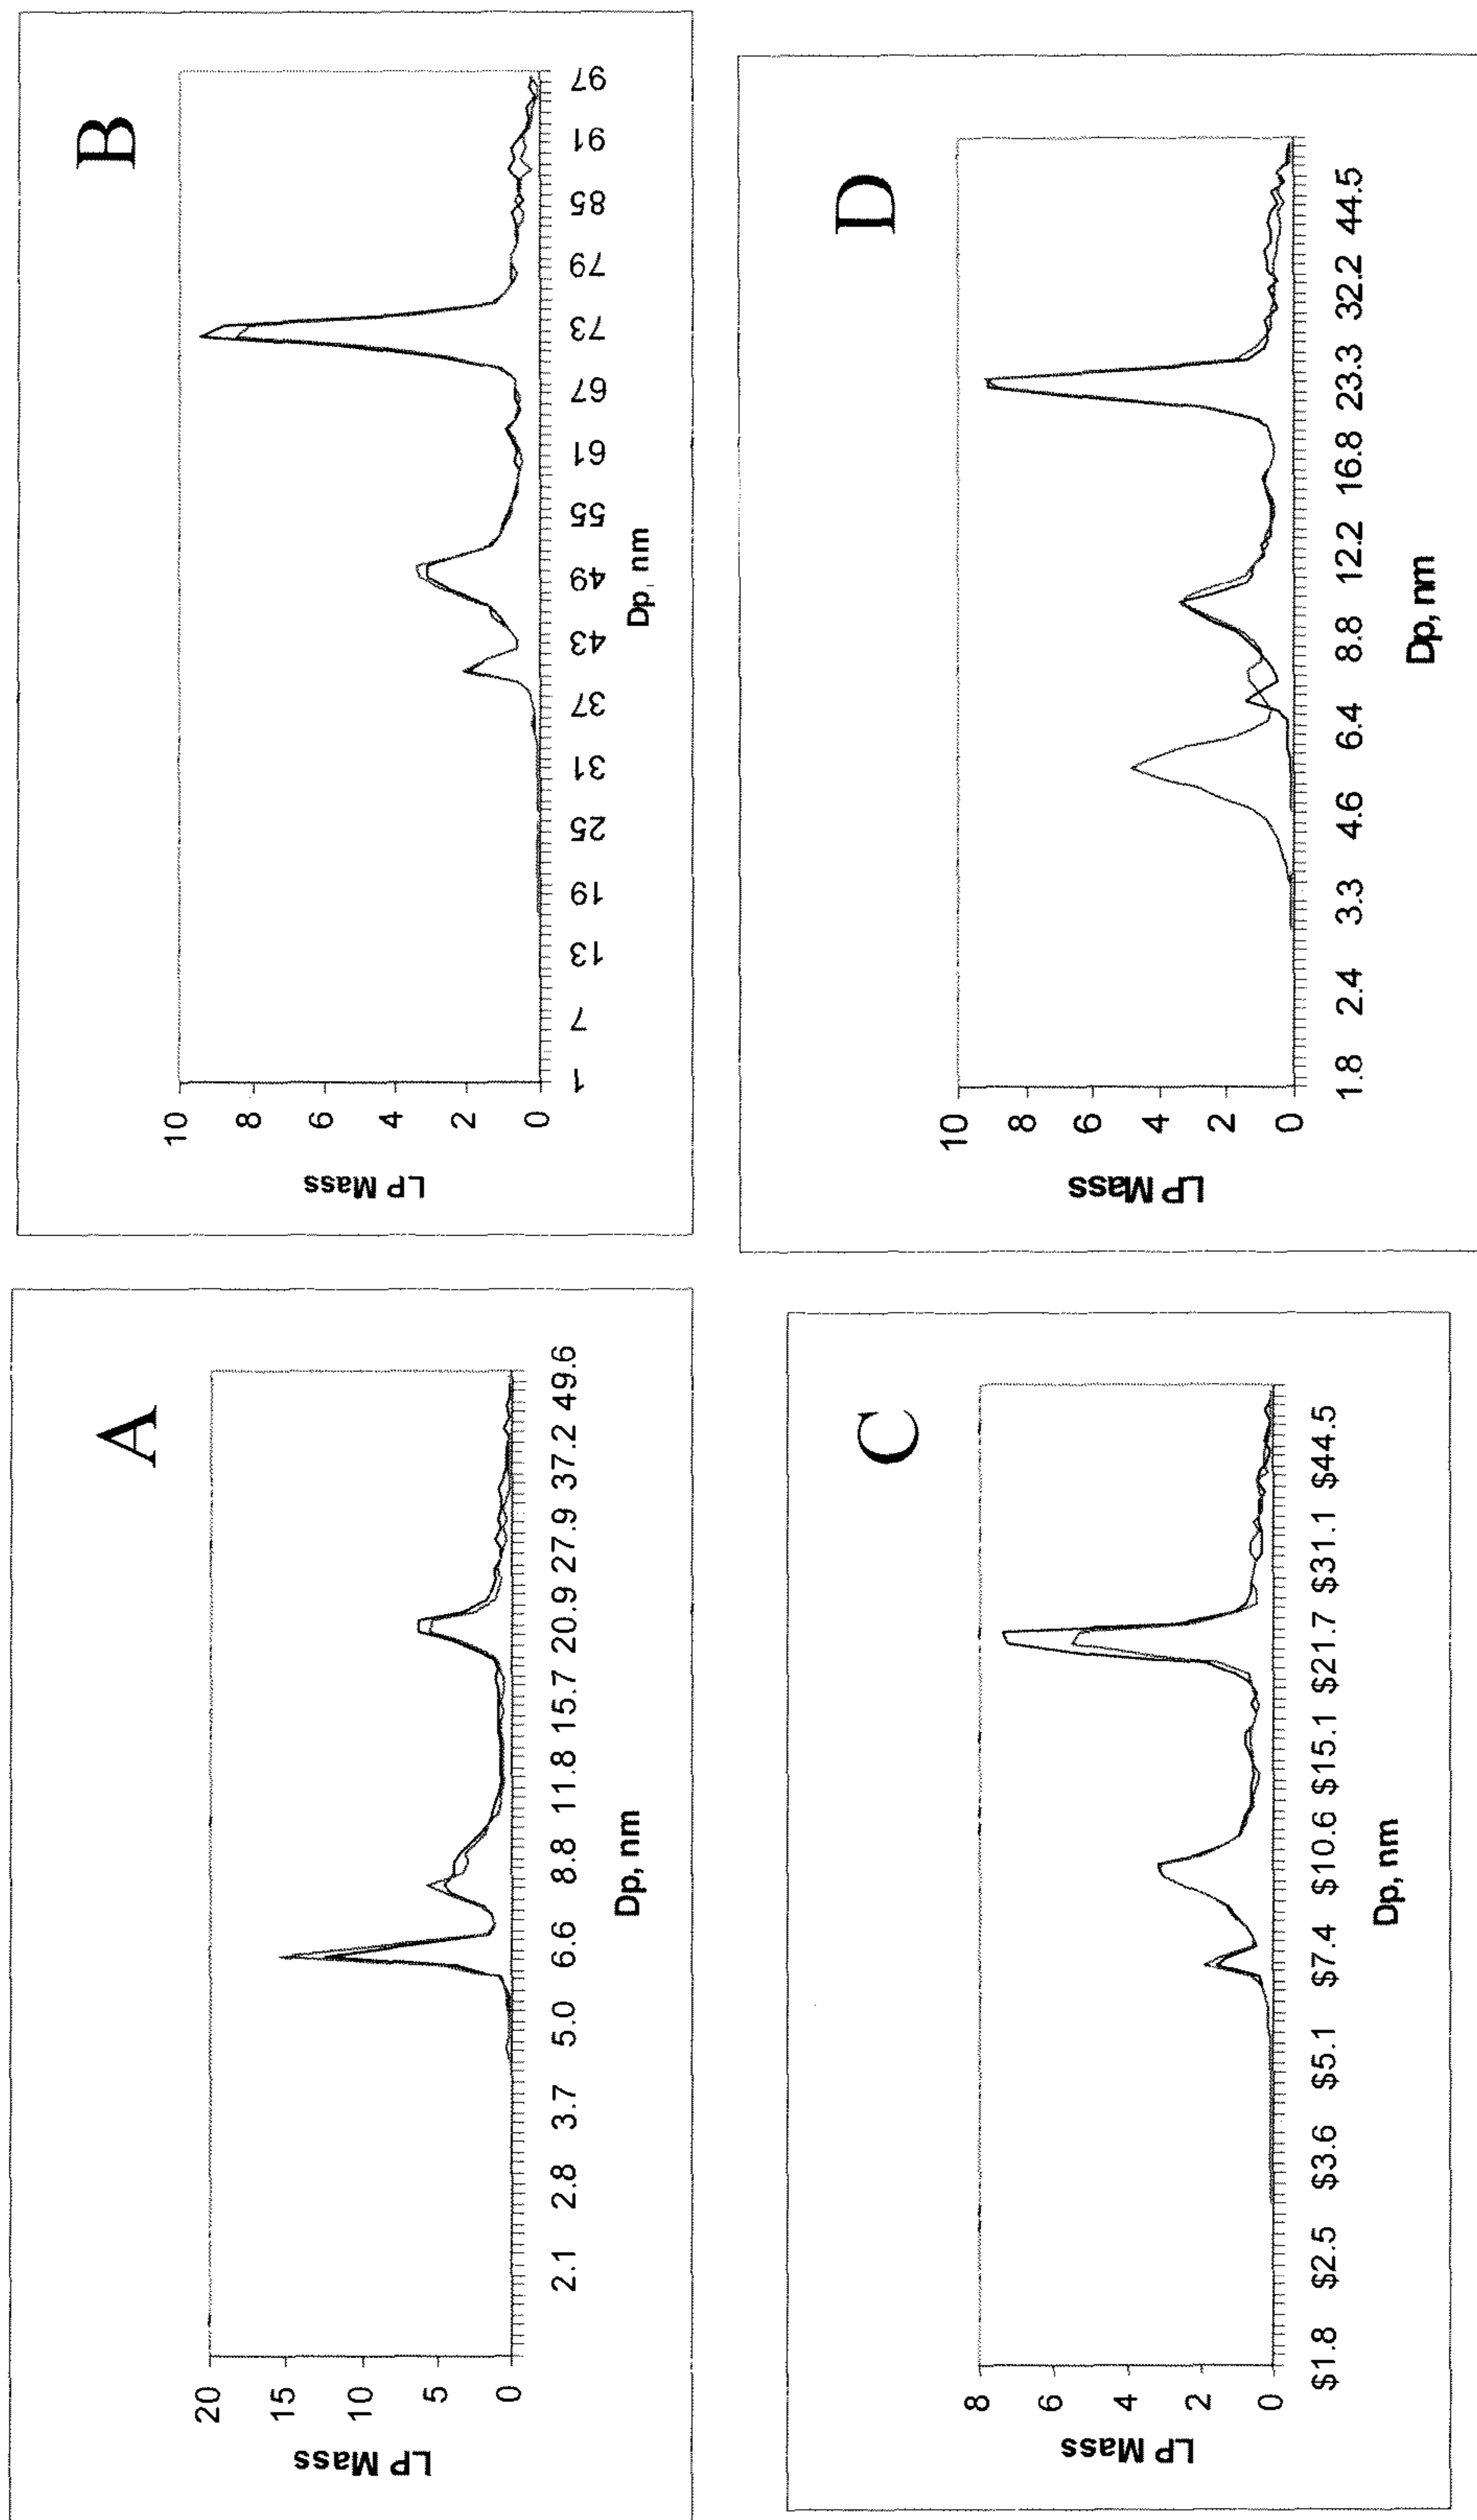 A
20
15
10
5
0
LP Mass
2.1 2.8 3.7 5.0 6.6 8.8 11.8 15.7 20.9 27.9 37.2 49.6
Dp, nm
B
10
8
6
4
2
0
LP Mass
1 7 13 19 25 31 37 43 49 55 61 67 73 79 85 91 97
Dp, nm
C
8
6
4
2
0
LP Mass
$1.8 $2.5 $3.6 $5.1 $7.4 $10.6 $15.1 $21.7 $31.1 $44.5
Dp, nm
D
10
8
6
4
2
0
LP Mass
1.8 2.4 3.3 4.6 6.4 8.8 12.2 16.8 23.3 32.2 44.5
Dp, nm